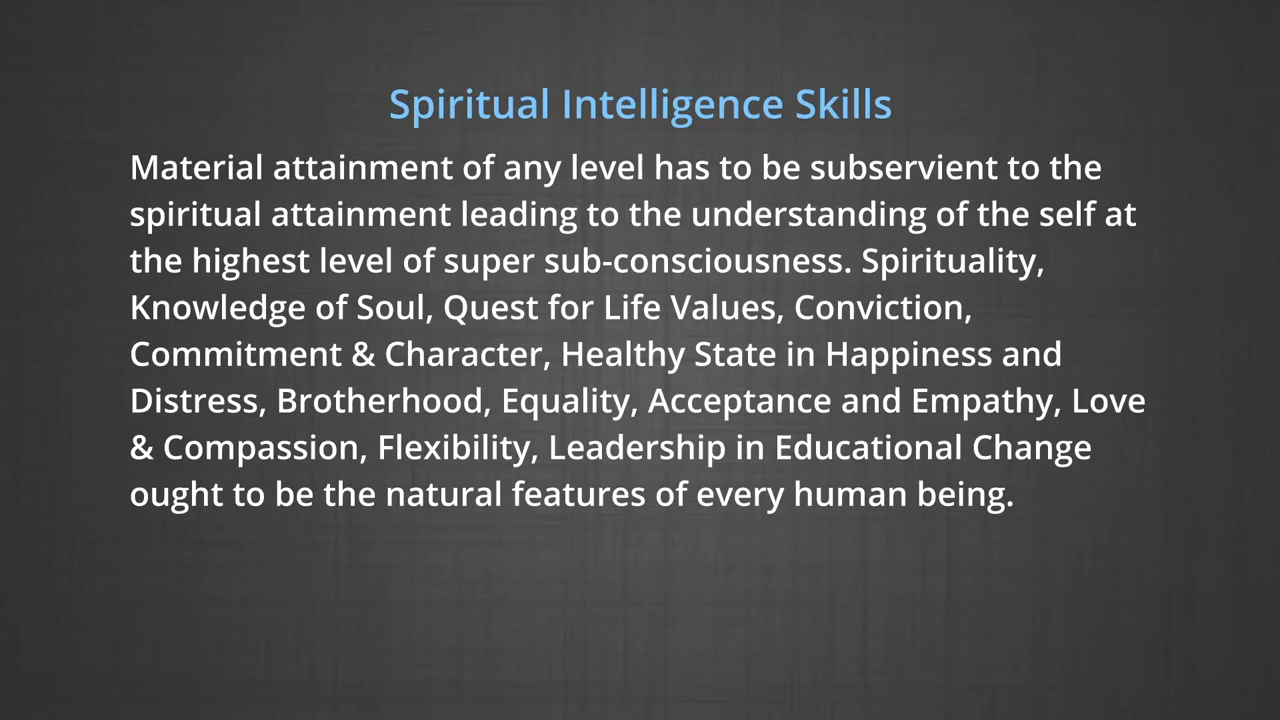 Spiritual Intelligence Skills
Material attainment of any level has to be subservient to the
spiritual attainment leading to the understanding of the self at
the highest level of super sub-consciousness. Spirituality,
Knowledge of Soul, Quest for Life Values, Conviction,
Commitment & Character, Healthy State in Happiness and
Distress, Brotherhood, Equality, Acceptance and Empathy, Love
& Compassion, Flexibility, Leadership in Educational Change
ought to be the natural features of every human being.